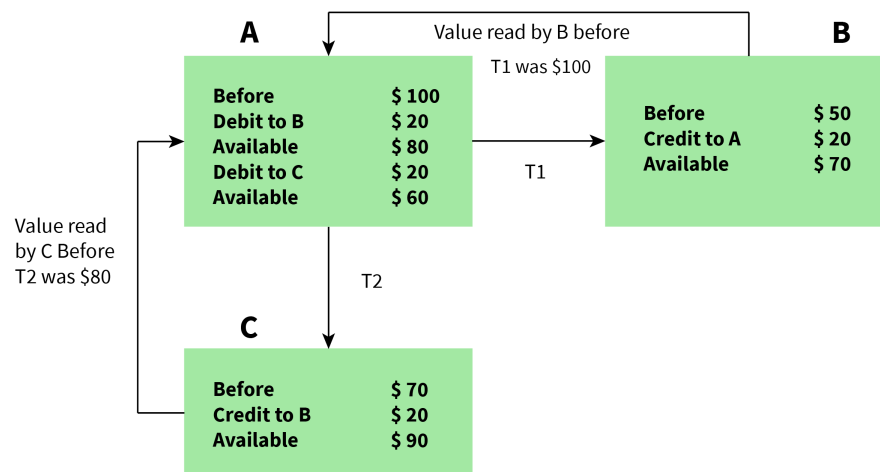 A
Value read by B before
B
T1 was $100
Before $ 100
Debit to B $ 20
Available $ 80
Debit to C $ 20
Available $ 60
Before $ 50
Credit to A $ 20
Available $ 70
T1
Value read
by C Before
T2 was $80
T2
C
Before $ 70
Credit to B $ 20
Available $ 90